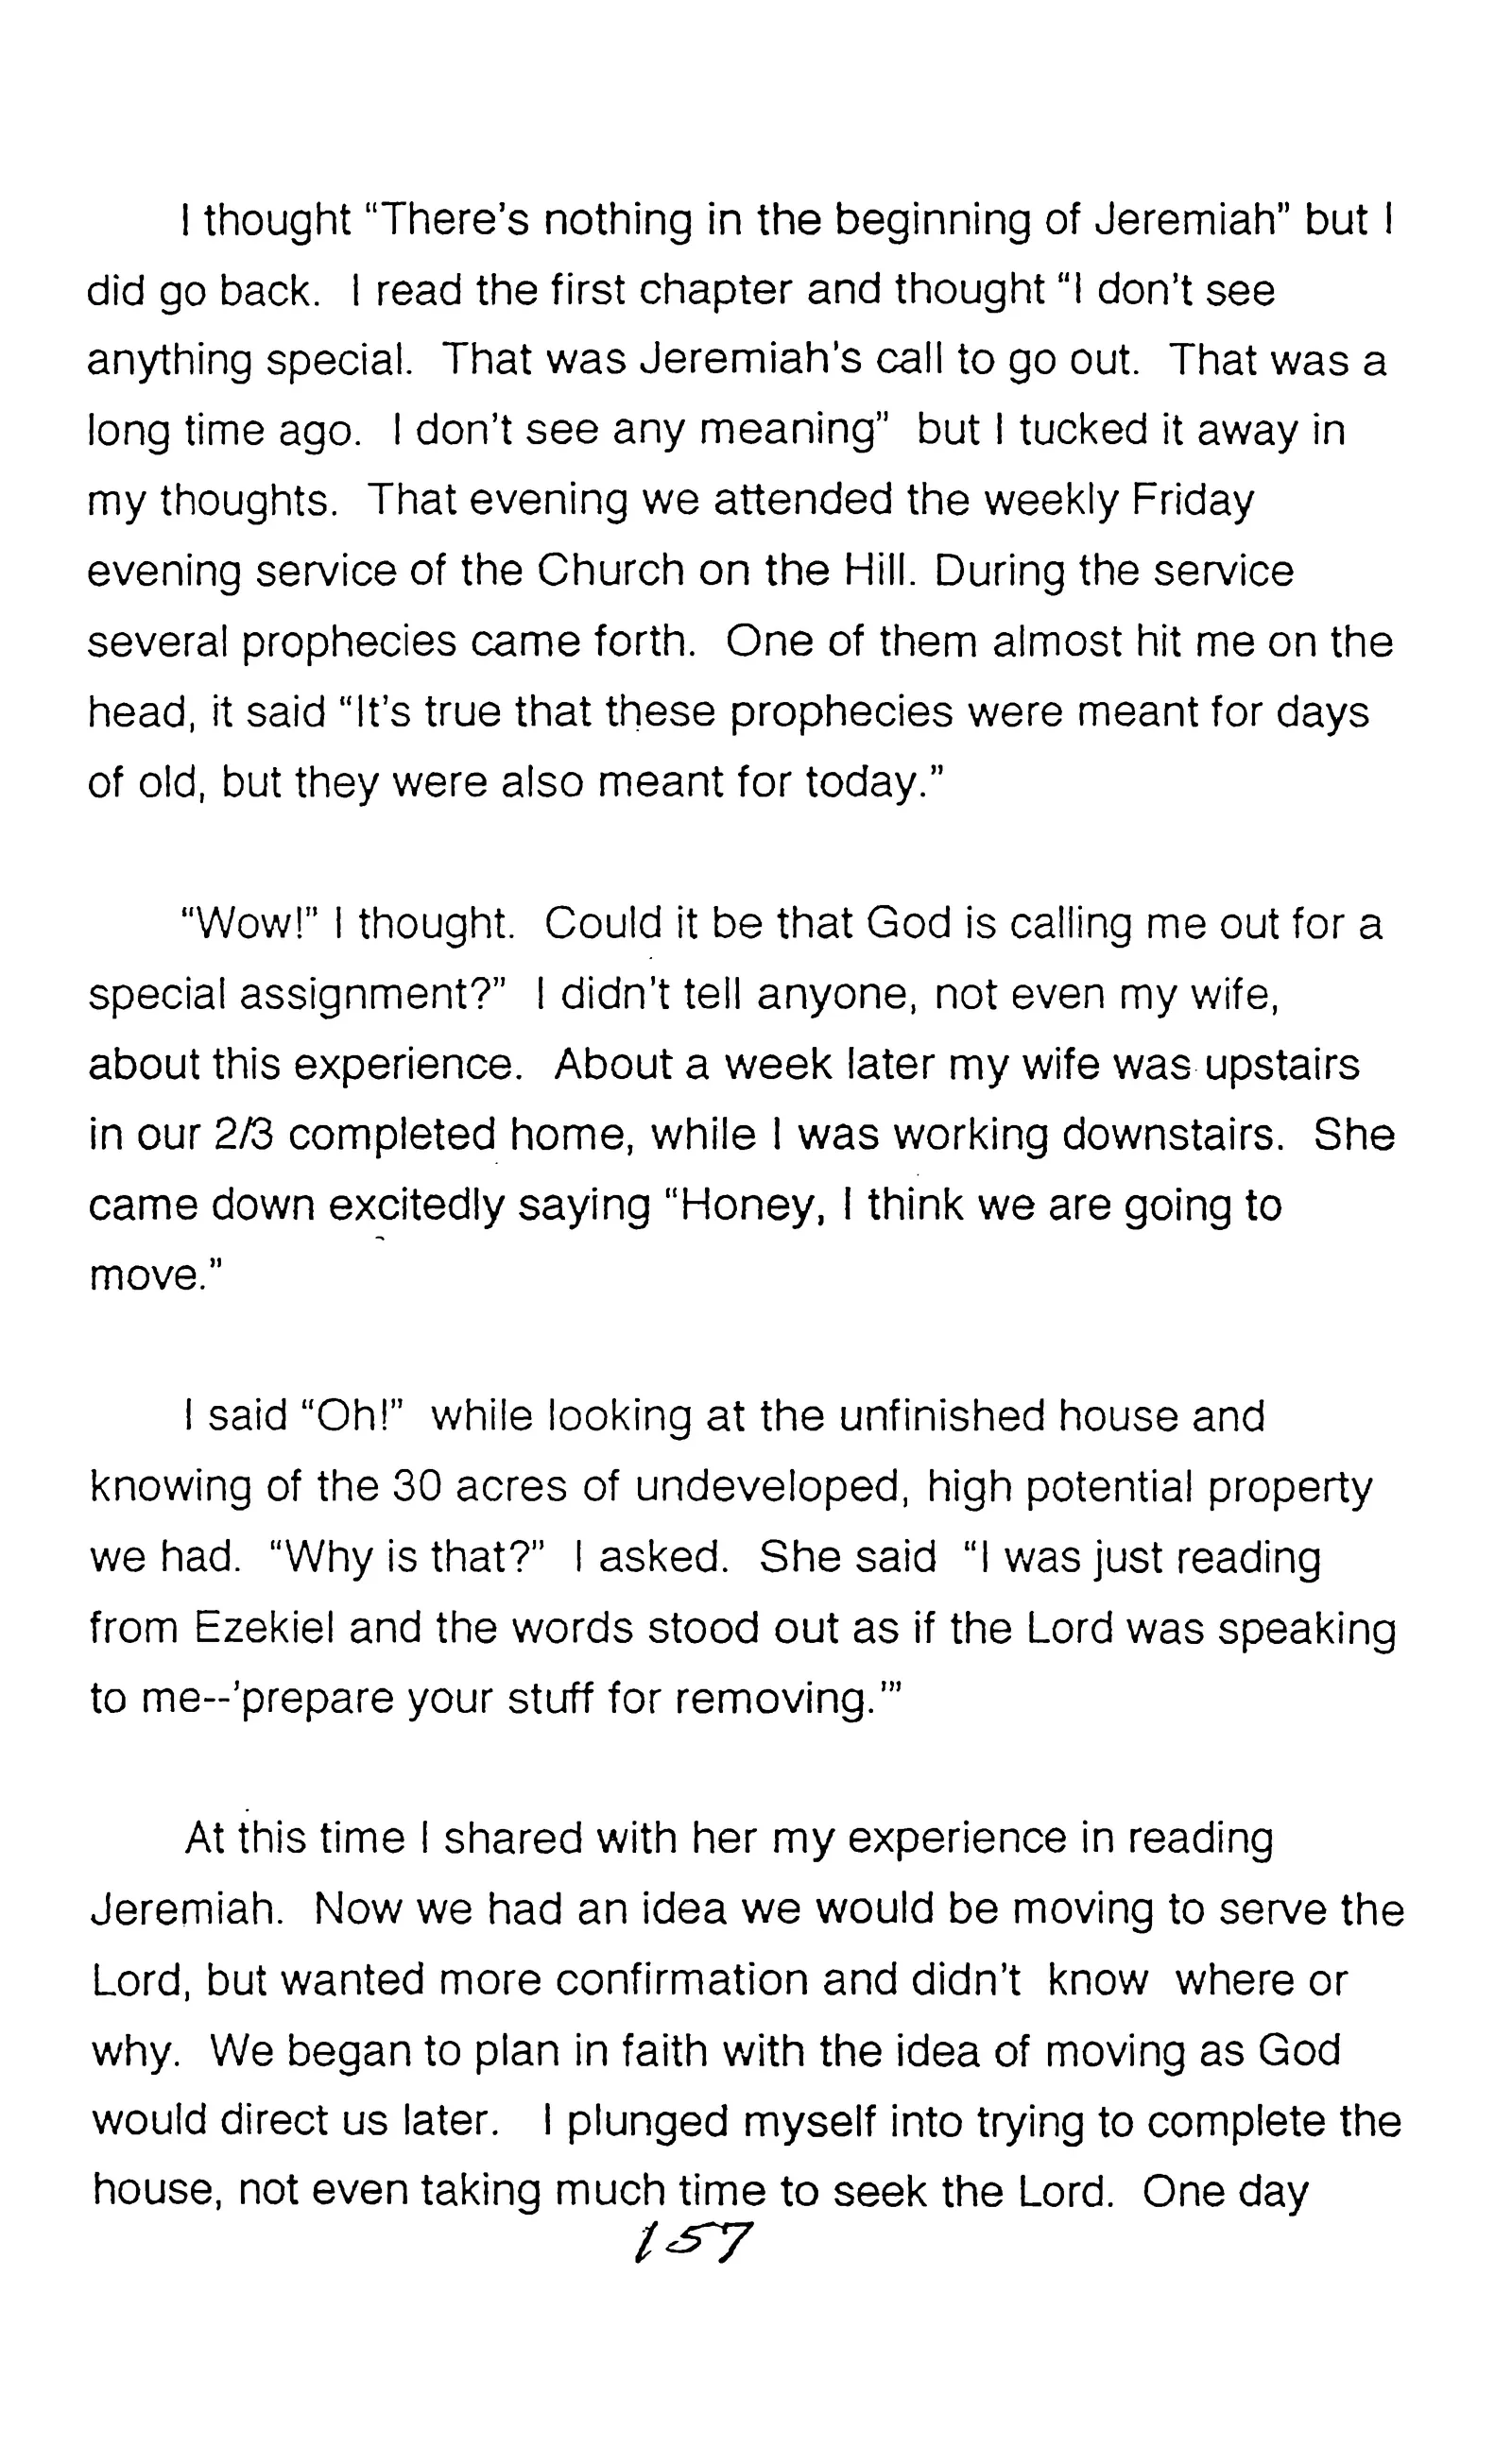 I thought “There’s nothing in the beginning of Jeremiah” but I
did go back. I read the first chapter and thought “I don’t see
anything special. That was Jeremiah’s call to go out. That was a
long time ago. I don’t see any meaning” but I tucked it away in
my thoughts. That evening we attended the weekly Friday
evening service of the Church on the Hill. During the service
several prophecies came forth. One of them almost hit me on the
head, it said “It’s true that these prophecies were meant for days
of old, but they were also meant for today.”
“Wow!” I thought. Could it be that God is calling me out for a
special assignment?” I didn’t tell anyone, not even my wife,
about this experience. About a week later my wife was upstairs
in our 2/3 completed home, while I was working downstairs. She
came down excitedly saying “Honey, I think we are going to
move.”
I said “Oh!” while looking at the unfinished house and
knowing of the 30 acres of undeveloped, high potential property
we had. “Why is that?” I asked. She said “I was just reading
from Ezekiel and the words stood out as if the Lord was speaking
to me--’prepare your stuff for removing.’”
At this time I shared with her my experience in reading
Jeremiah. Now we had an idea we would be moving to serve the
Lord, but wanted more confirmation and didn’t know where or
why. We began to plan in faith with the idea of moving as God
would direct us later. I plunged myself into trying to complete the
house, not even taking much time to seek the Lord. One day
157